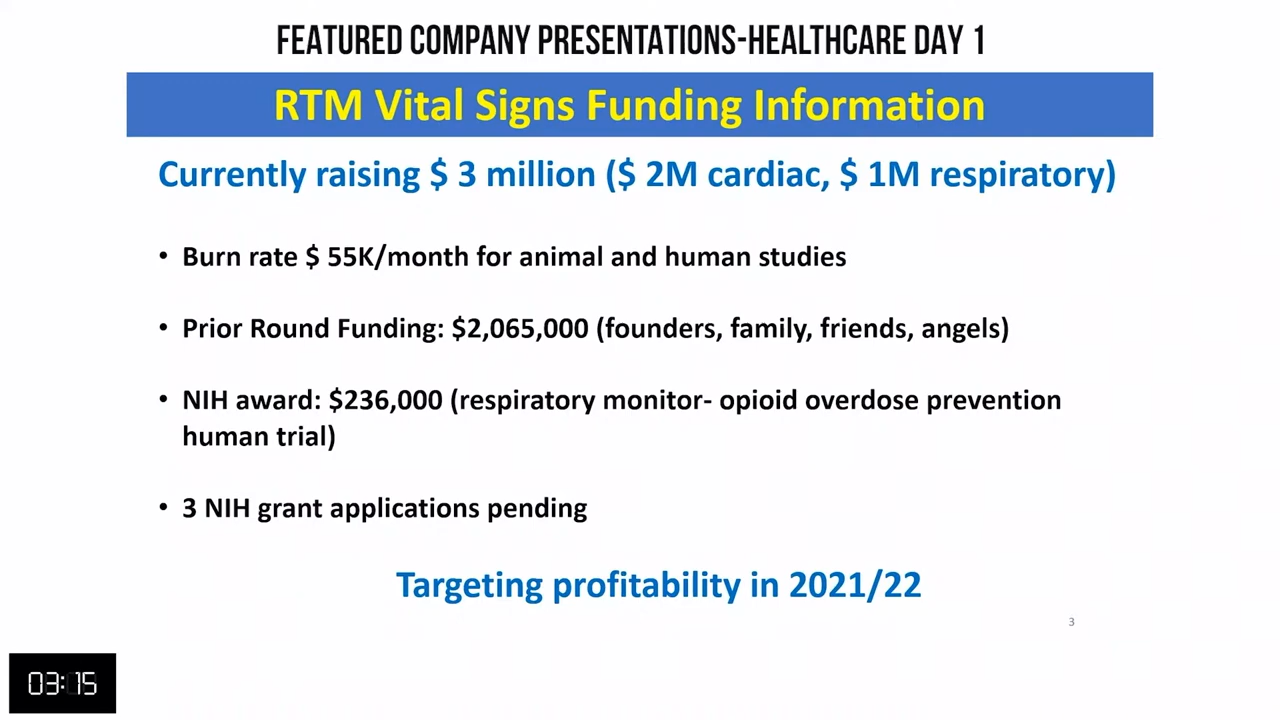 FEATURED COMPANY PRESENTATIONS-HEALTHCARE DAY 1
RTM Vital Signs Funding Information
Currently raising $ 3 million ($ 2M cardiac, $ 1M respiratory)
• Burn rate $ 55K/month for animal and human studies
• Prior Round Funding: $2,065,000 (founders, family, friends, angels)
• NIH award: $236,000 (respiratory monitor- opioid overdose prevention
human trial)
• 3 NIH grant applications pending
Targeting profitability in 2021/22
3
03:15